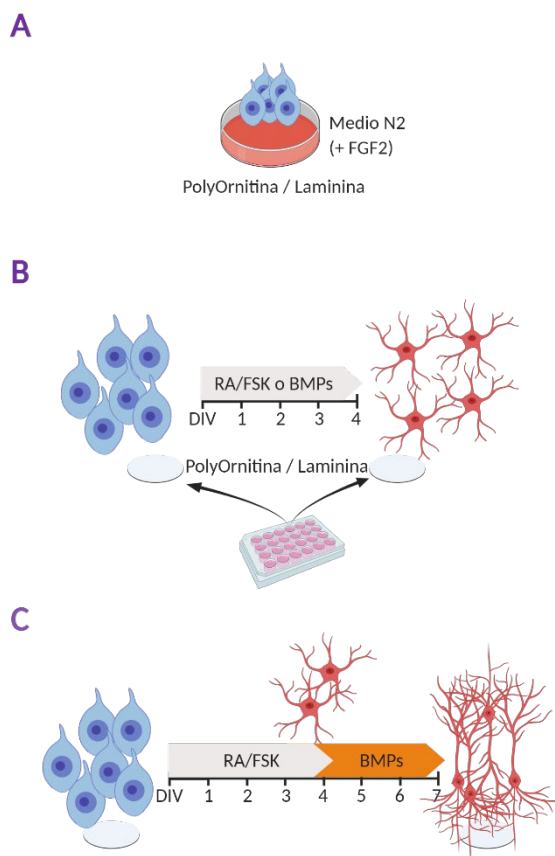 A
Medio N2
(+ FGF2)
PolyOrnitina / Laminina
B
RA/FSK o BMPs
DIV 1 2 3 4
PolyOrnitina / Laminina
C
RA/FSK BMPs
DIV 1 2 3 4 5 6 7